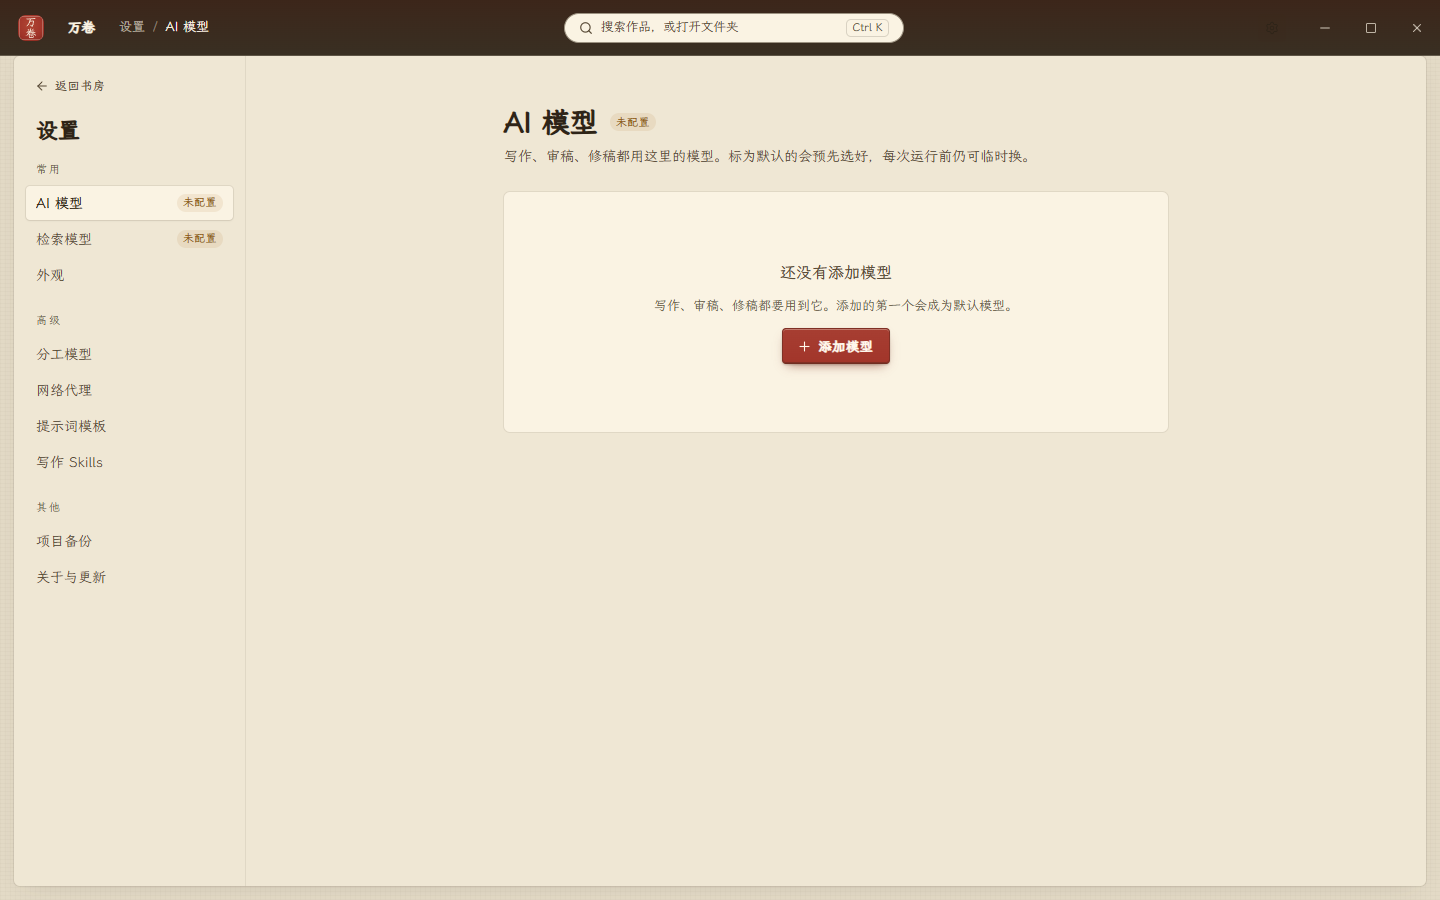 万卷
万卷
设置 / AI 模型
搜索作品，或打开文件夹
Ctrl K
返回书房
设置
常用
AI 模型
未配置
检索模型
未配置
外观
高级
分工模型
网络代理
提示词模板
写作 Skills
其他
项目备份
关于与更新
AI 模型
未配置
写作、审稿、修稿都用这里的模型。标为默认的会预先选好，每次运行前仍可临时换。
还没有添加模型
写作、审稿、修稿都要用到它。添加的第一个会成为默认模型。
添加模型